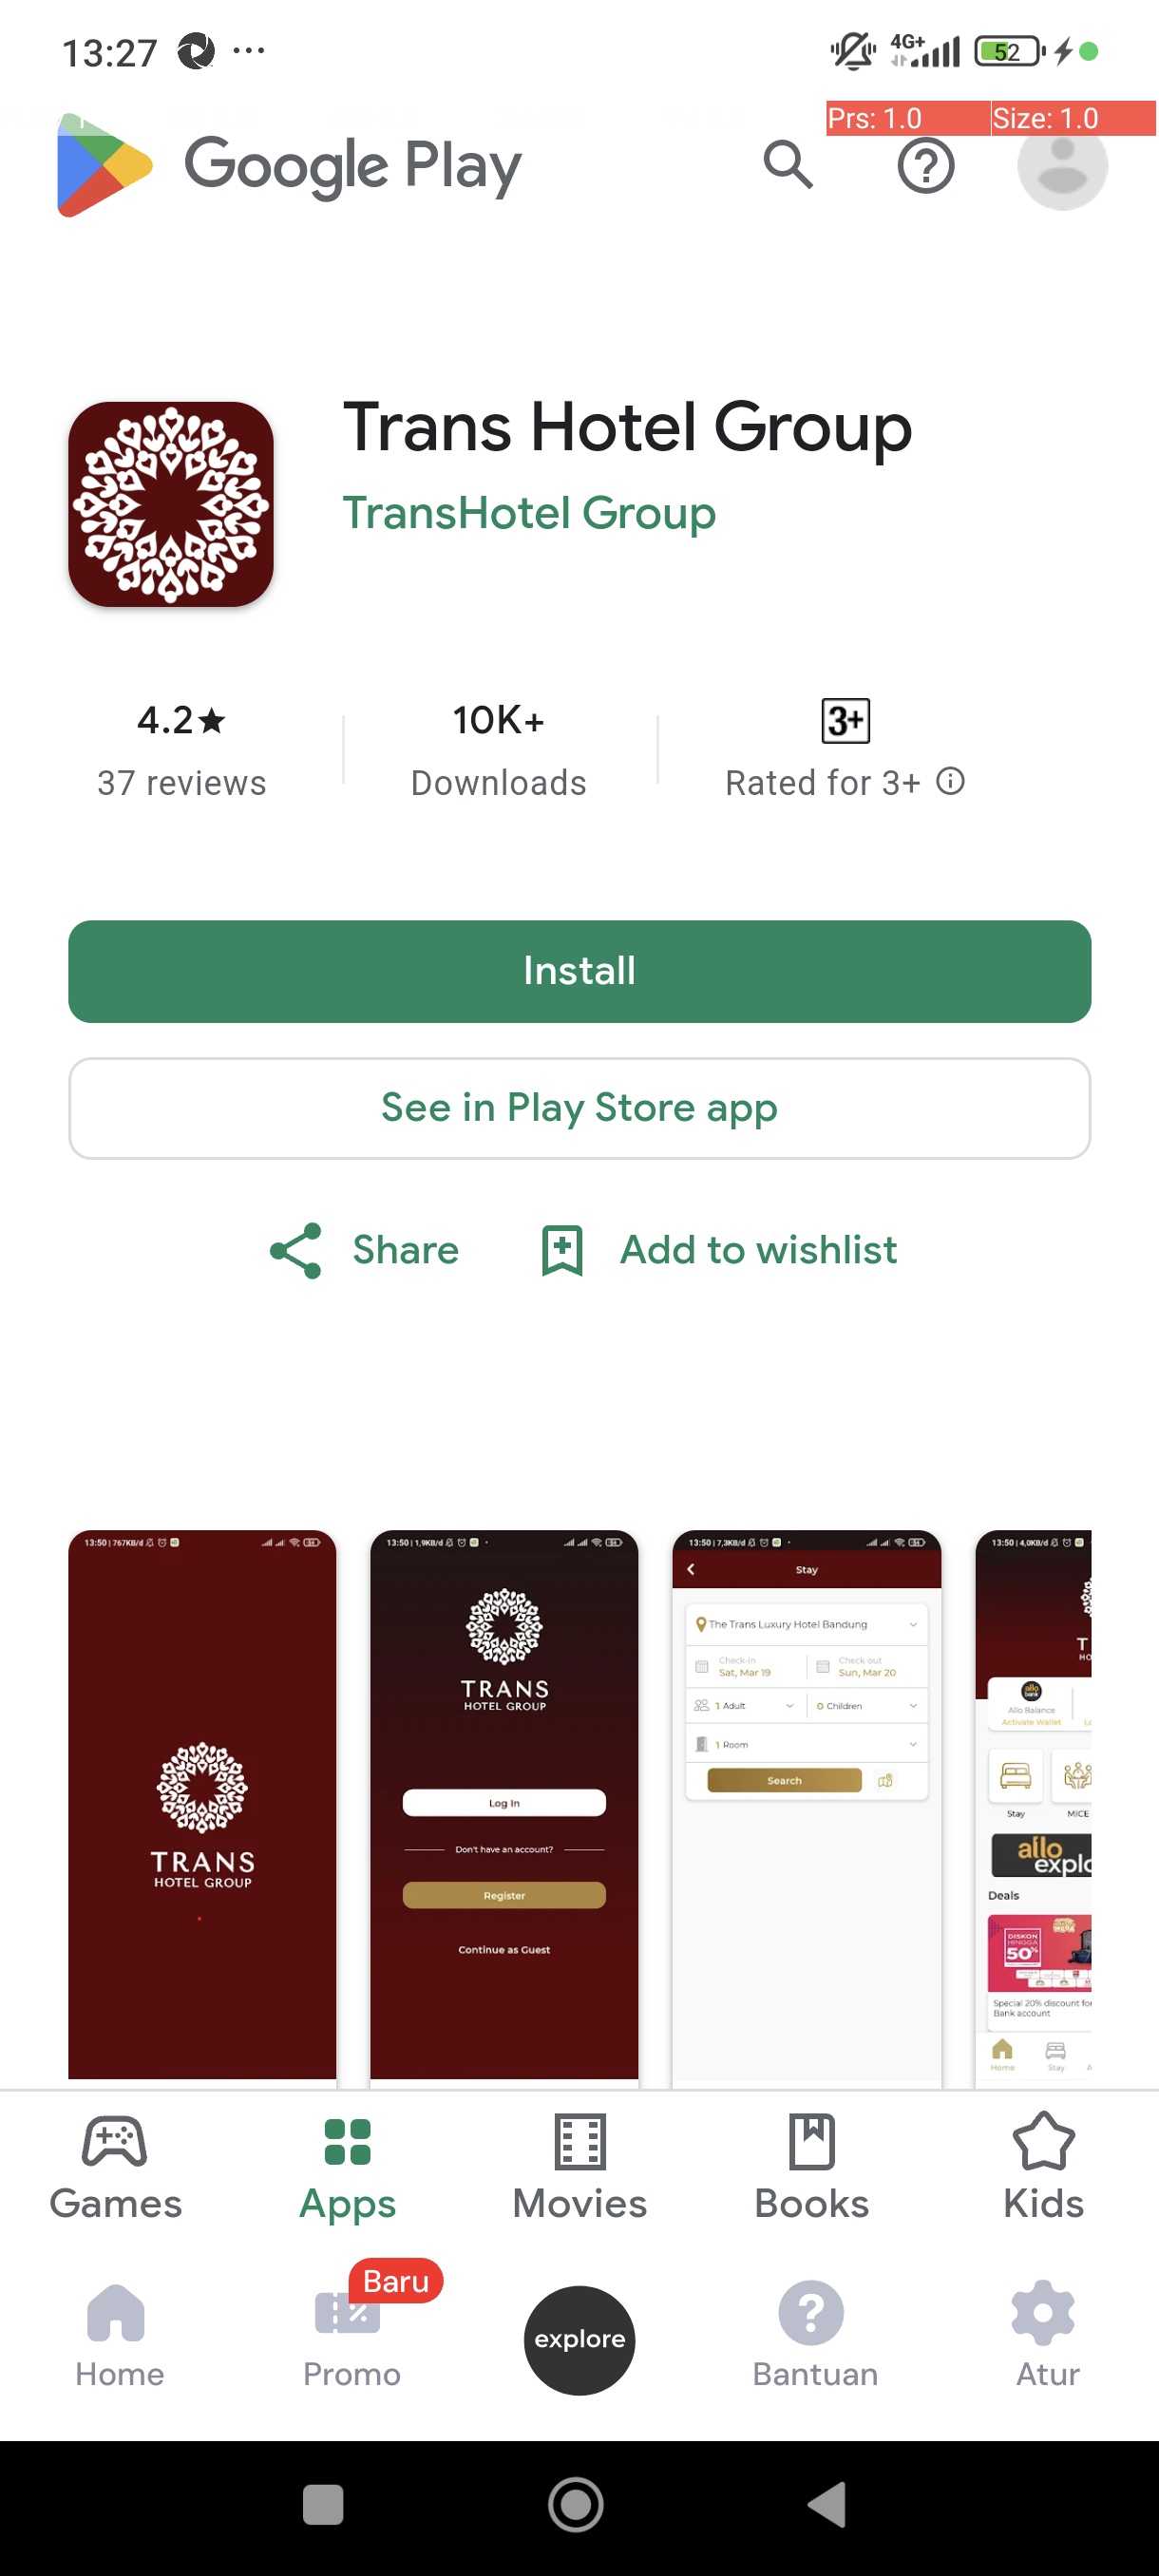 13:27
4G+
52
Prs: 1.0 Size: 1.0
Google Play
Trans Hotel Group
TransHotel Group
4.2★
37 reviews
10K+
Downloads
3+
Rated for 3+
Install
See in Play Store app
Share
Add to wishlist
13:50 | 767KB/d
TRANS
HOTEL GROUP
13:50 | 1,9KB/d
TRANS
HOTEL GROUP
Log In
Don't have an account?
Register
Continue as Guest
13:50 | 7,3KB/d
Stay
The Trans Luxury Hotel Bandung
Check-in
Sat, Mar 19
Check out
Sun, Mar 20
1 Adult
0 Children
1 Room
Search
13:50 | 4,0KB/d
T
HO
allo
bank
Allo Balance
Activate Wallet
Stay
MICE
allo
explo
Deals
DISKON
HINGGA
50%
Special 20% discount for
Bank account
Home
Stay
Games
Apps
Movies
Books
Kids
Home
Promo
Baru
explore
Bantuan
Atur